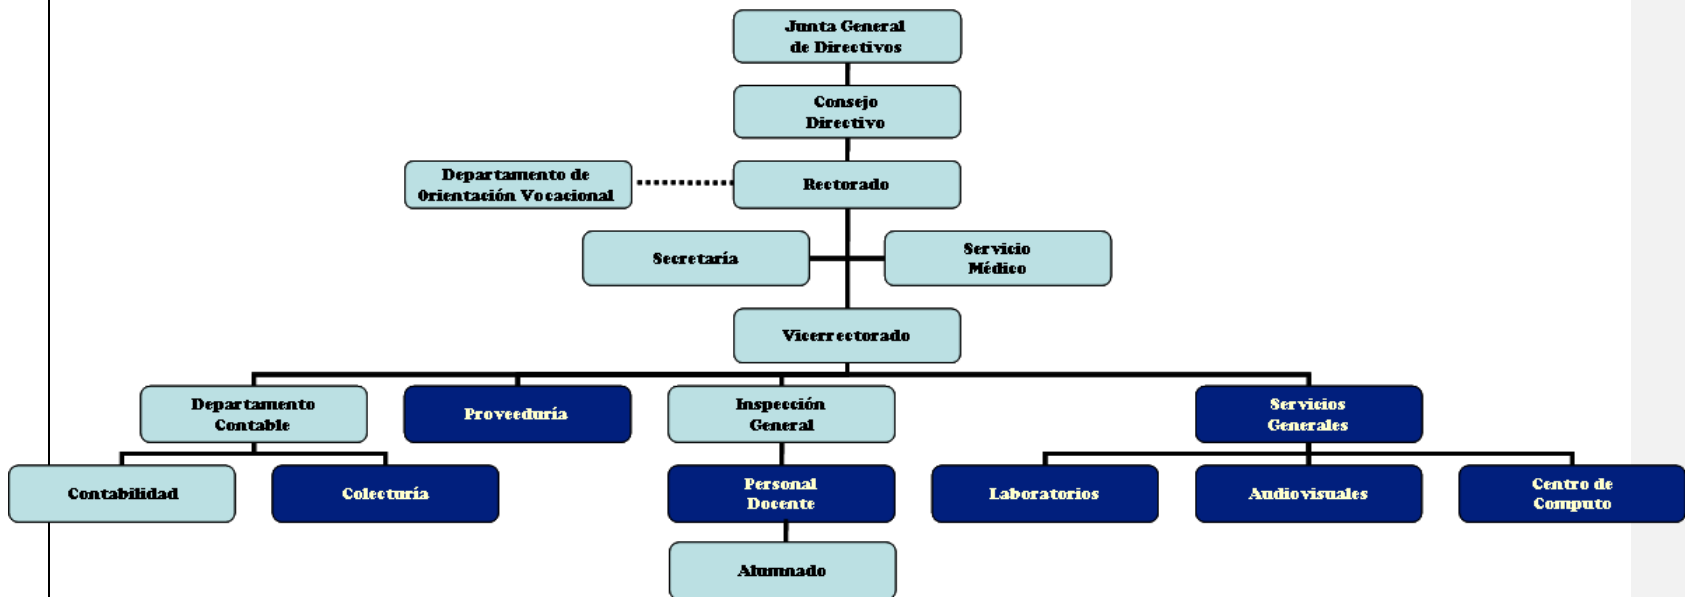 Junta General
de Directivos
Consejo
Directivo
Departamento de
Orientación Vocacional
Rectorado
Secretaría
Servicio
Médico
Vicerrectorado
Departamento
Contable
Proveeduría
Inspección
General
Servicios
Generales
Contabilidad
Colecturía
Personal
Docente
Laboratorios
Audiovisuales
Centro de
Computo
Alumnado